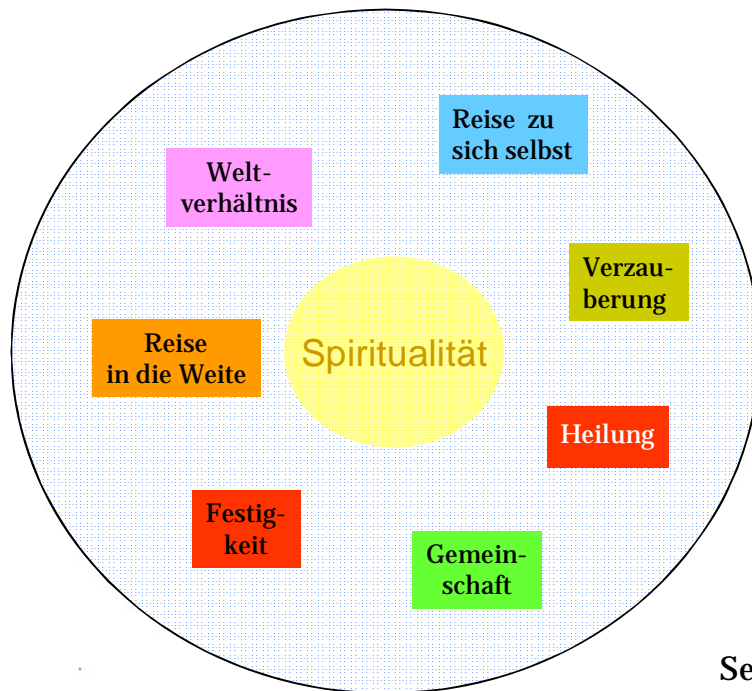 Reise zu
sich selbst
Welt-
verhältnis
Verzau-
berung
Reise
in die Weite
Spiritualität
Heilung
Festig-
keit
Gemein-
schaft
Se